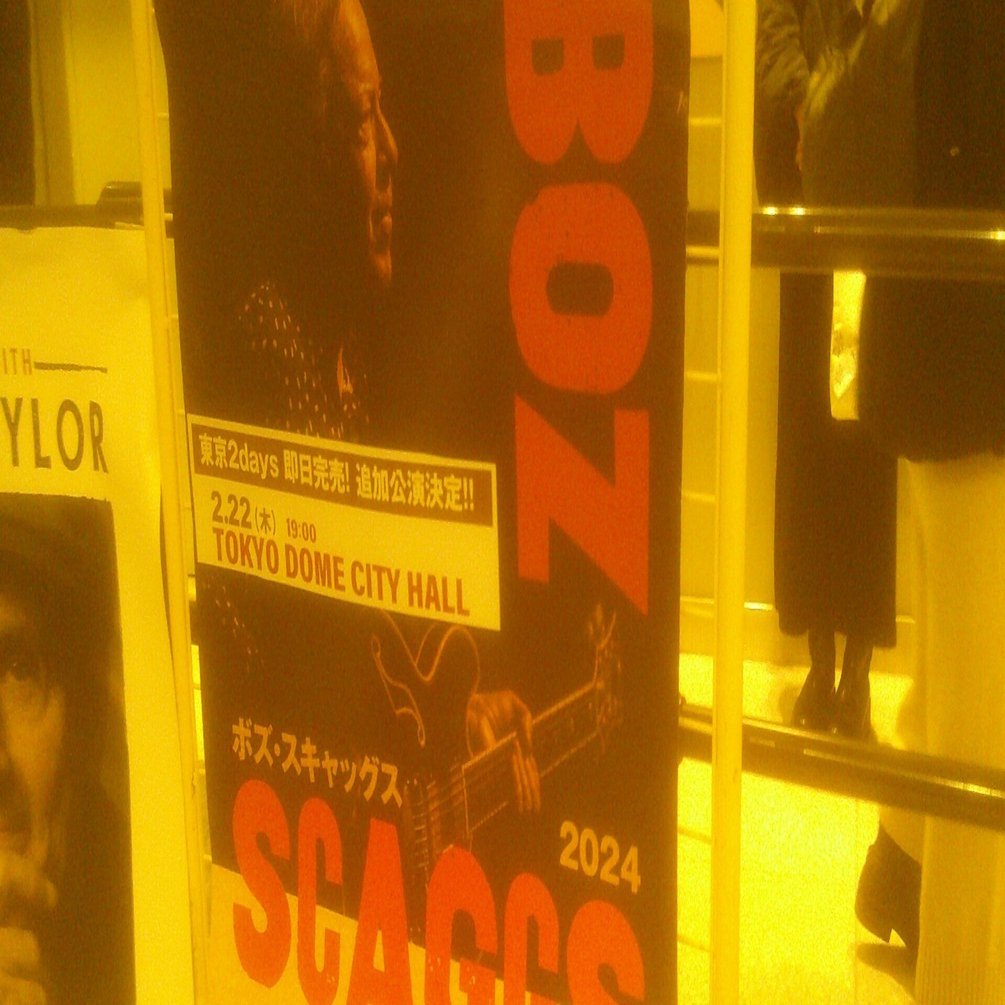 ITH
YLOR
BOZ
東京2days 即日完売! 追加公演決定!!
2.22(木) 19:00
TOKYO DOME CITY HALL
ボズ・スキャッグス
2024
SCAGGS